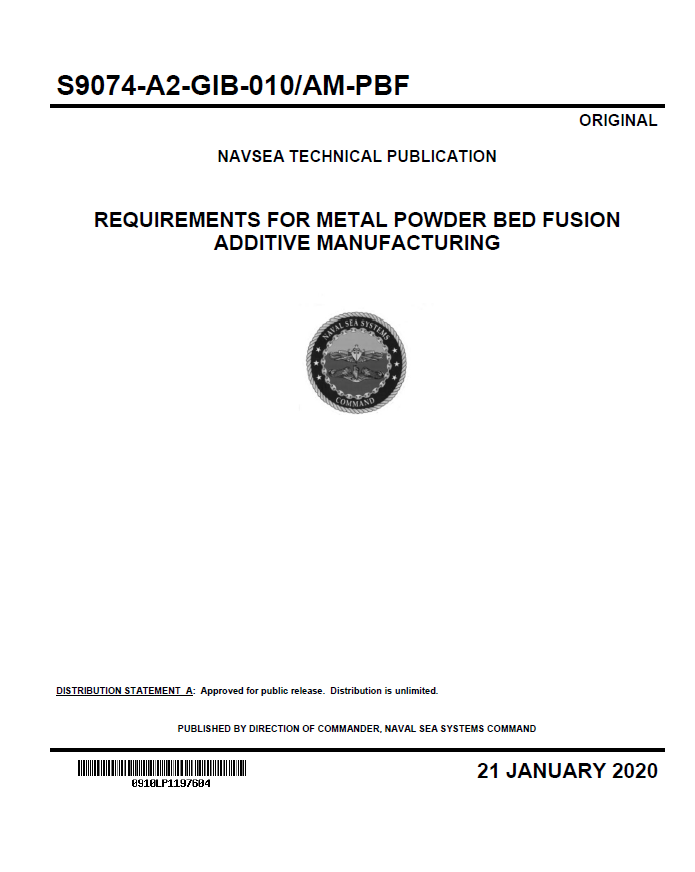 S9074-A2-GIB-010/AM-PBF
ORIGINAL
NAVSEA TECHNICAL PUBLICATION
REQUIREMENTS FOR METAL POWDER BED FUSION
ADDITIVE MANUFACTURING
NAVAL SEA SYSTEMS
COMMAND
DISTRIBUTION STATEMENT A: Approved for public release. Distribution is unlimited.
PUBLISHED BY DIRECTION OF COMMANDER, NAVAL SEA SYSTEMS COMMAND
0910LP1197604
21 JANUARY 2020